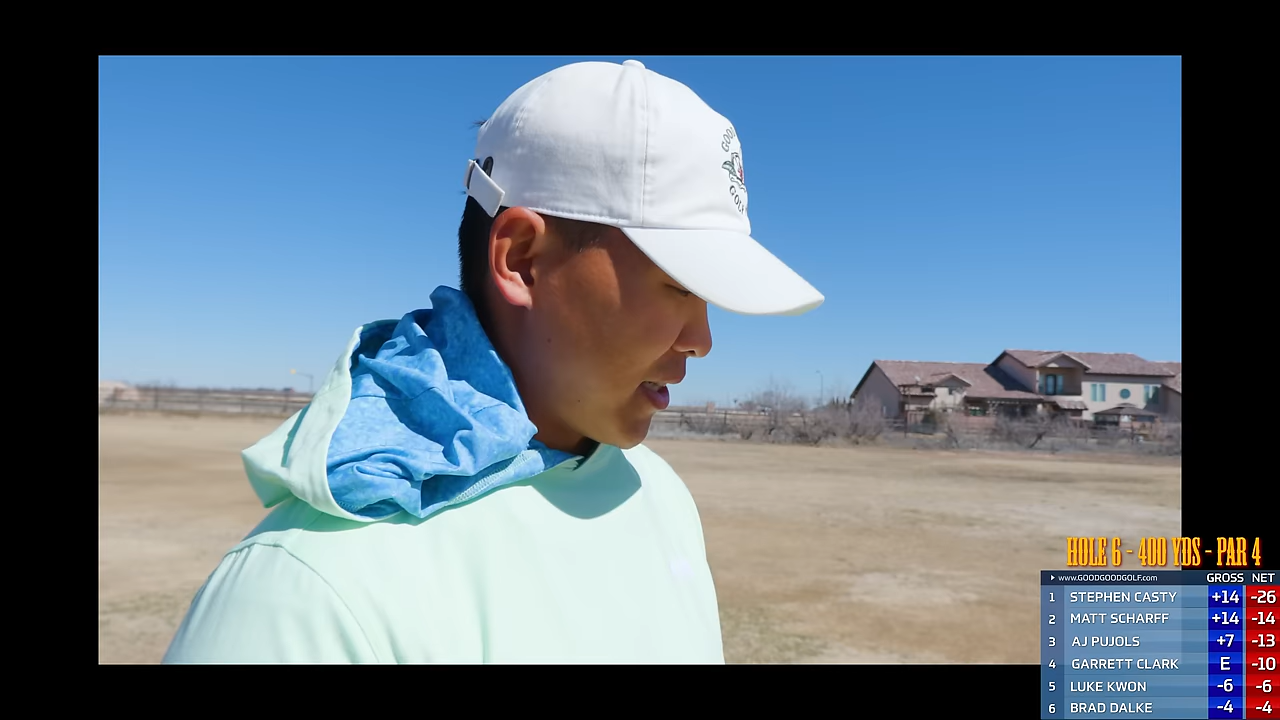 GOOD
GOLF
HOLE 6 - 400 YDS - PAR 4
www.GOODGOODGOLF.com GROSS NET
1 STEPHEN CASTY +14 -26
2 MATT SCHARFF +14 -14
3 AJ PUJOLS +7 -13
4 GARRETT CLARK E -10
5 LUKE KWON -6 -6
6 BRAD DALKE -4 -4